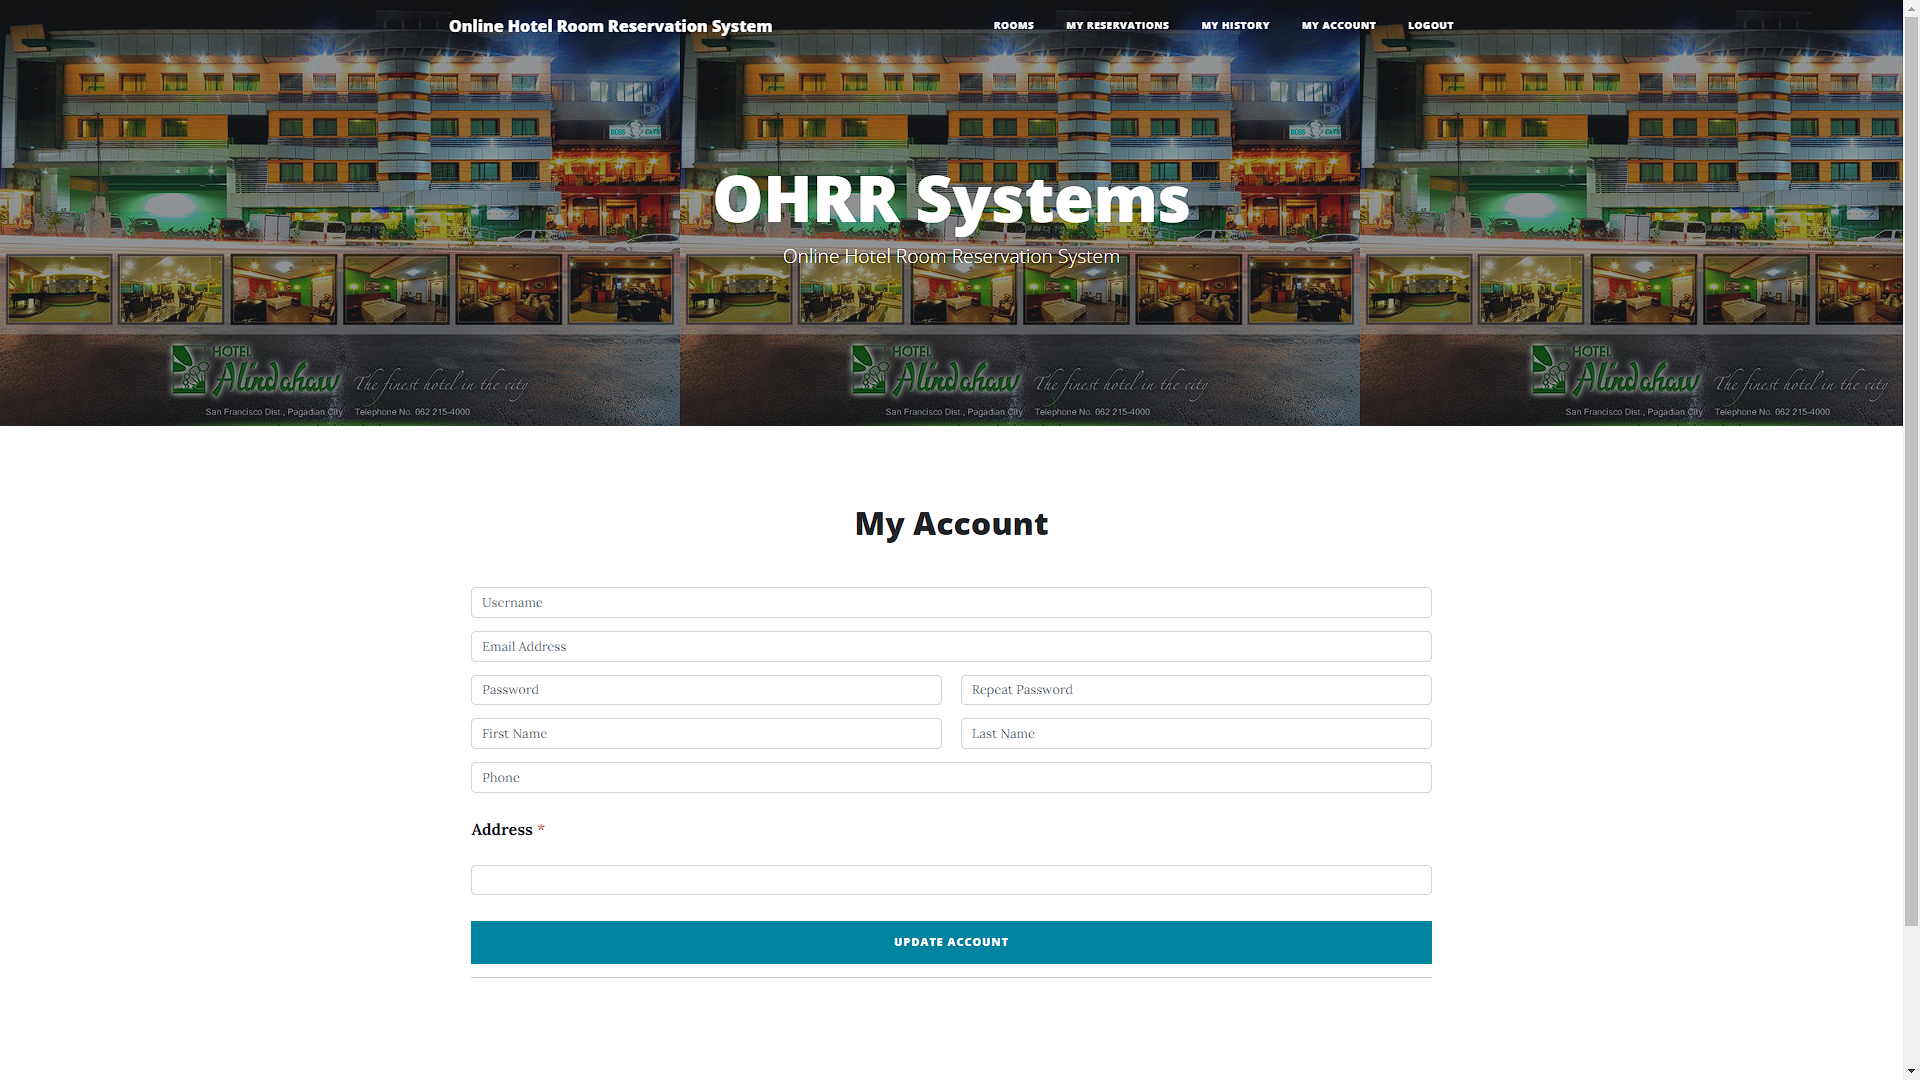 Online Hotel Room Reservation System
ROOMS MY RESERVATIONS MY HISTORY MY ACCOUNT LOGOUT
BOSS CAFE BOSS CAFE
OHRR Systems
Online Hotel Room Reservation System
HOTEL Alindahaw The finest hotel in the city
San Francisco Dist., Pagadian City Telephone No. 062 215-4000
HOTEL Alindahaw The finest hotel in the city
San Francisco Dist., Pagadian City Telephone No. 062 215-4000
HOTEL Alindahaw The finest hotel in the city
San Francisco Dist., Pagadian City Telephone No. 062 215-4000
My Account
Username
Email Address
Password Repeat Password
First Name Last Name
Phone
Address *
UPDATE ACCOUNT